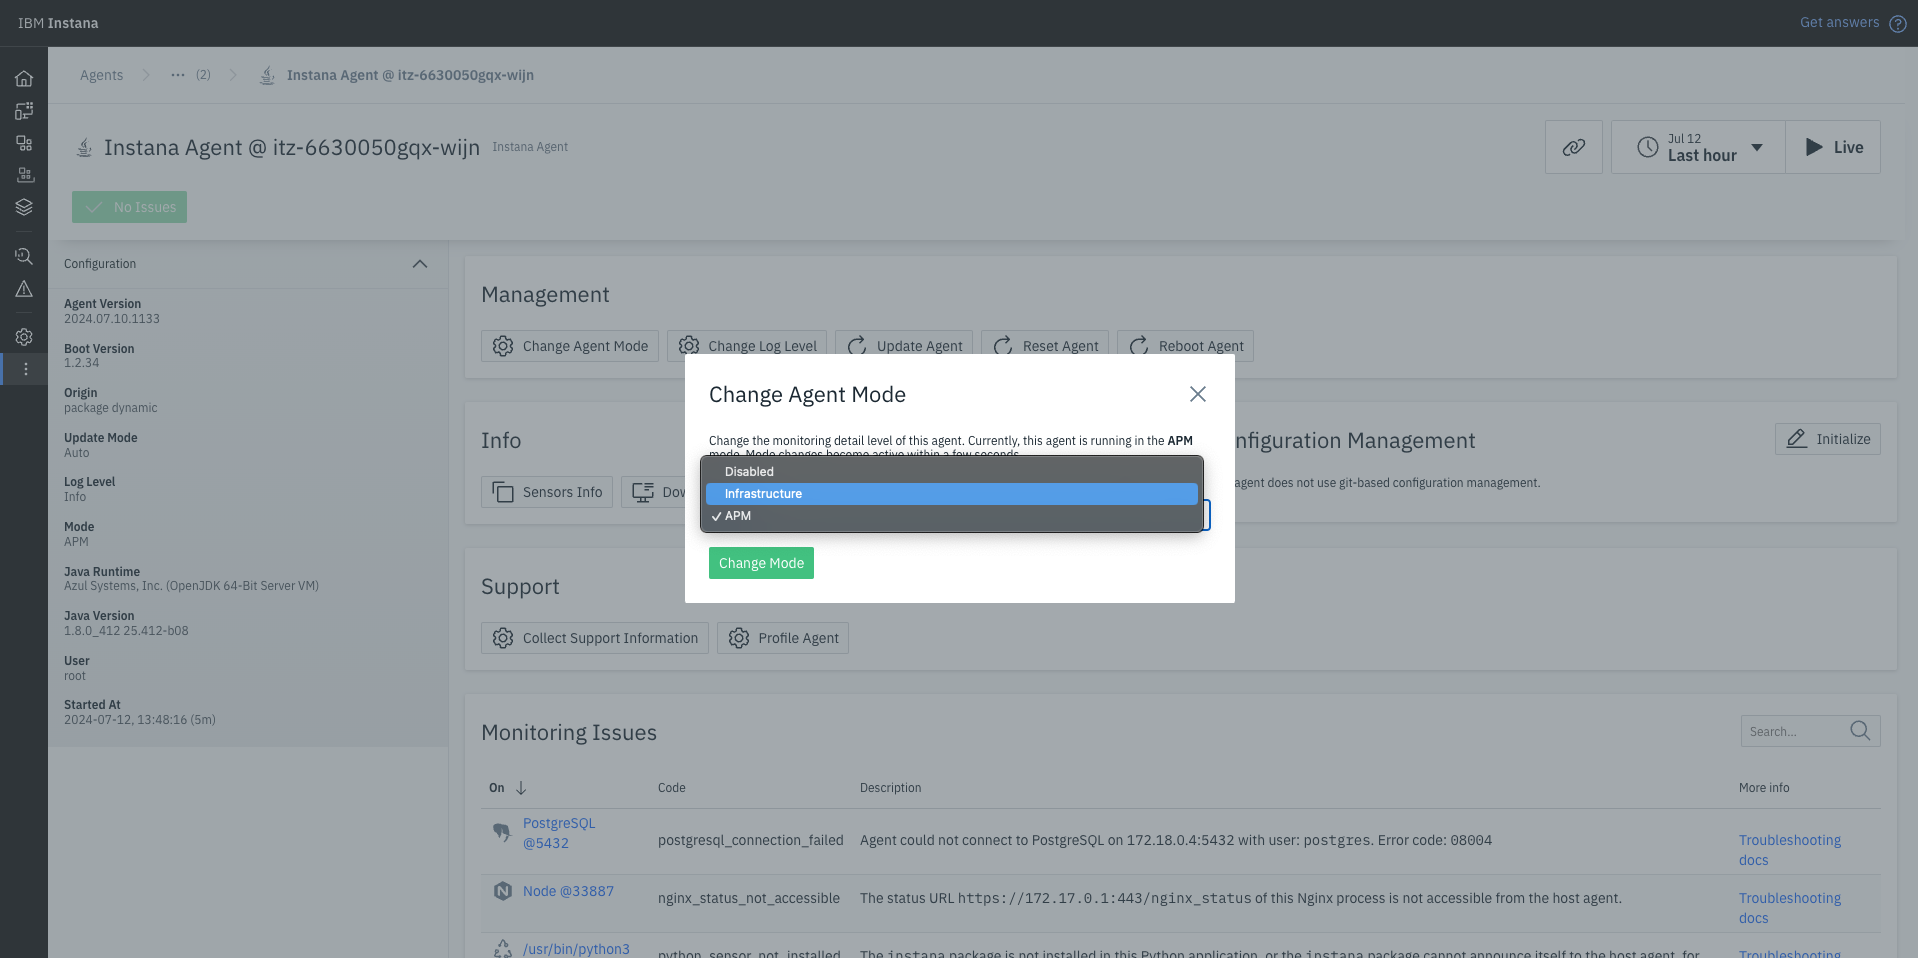 IBM Instana
Get answers
Agents
(2)
Instana Agent @ itz-6630050gqx-wijn
Instana Agent @ itz-6630050gqx-wijn
Instana Agent
Jul 12
Last hour
Live
No Issues
Configuration
Agent Version
2024.07.10.1133
Boot Version
1.2.34
Origin
package dynamic
Update Mode
Auto
Log Level
Info
Mode
APM
Java Runtime
Azul Systems, Inc. (OpenJDK 64-Bit Server VM)
Java Version
1.8.0_412 25.412-b08
User
root
Started At
2024-07-12, 13:48:16 (5m)
Management
Change Agent Mode
Change Log Level
Update Agent
Reset Agent
Reboot Agent
Change Agent Mode
Change the monitoring detail level of this agent. Currently, this agent is running in the APM
mode. Mode changes become active within a few seconds.
Disabled
Infrastructure
✓ APM
Change Mode
Info
Sensors Info
Dow
nfiguration Management
Initialize
agent does not use git-based configuration management.
Support
Collect Support Information
Profile Agent
Monitoring Issues
Search...
On
Code
Description
More info
PostgreSQL
@5432
postgresql_connection_failed
Agent could not connect to PostgreSQL on 172.18.0.4:5432 with user: postgres. Error code: 08004
Troubleshooting
docs
Node @33887
nginx_status_not_accessible
The status URL https://172.17.0.1:443/nginx_status of this Nginx process is not accessible from the host agent.
Troubleshooting
docs
/usr/bin/python3
python_sensor_not_installed
The instana package is not installed in this Python application, or the instana package cannot announce itself to the host agent, for
Troubleshooting